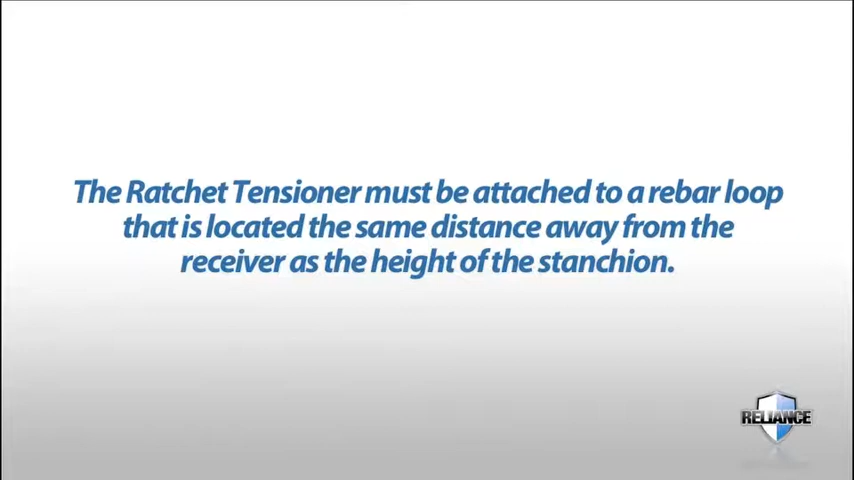 The Ratchet Tensioner must be attached to a rebar loop
that is located the same distance away from the
receiver as the height of the stanchion.
RELIANCE